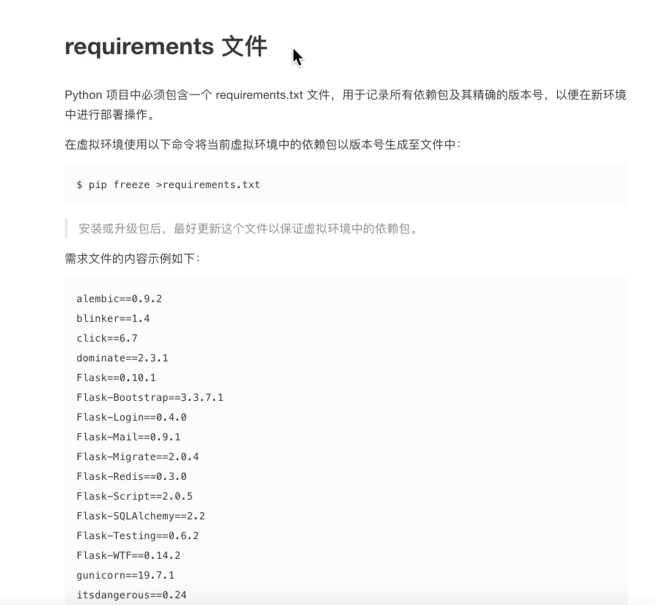 requirements 文件
Python 项目中必须包含一个 requirements.txt 文件，用于记录所有依赖包及其精确的版本号，以便在新环境
中进行部署操作。
在虚拟环境使用以下命令将当前虚拟环境中的依赖包以版本号生成至文件中：
$ pip freeze >requirements.txt
安装或升级包后，最好更新这个文件以保证虚拟环境中的依赖包。
需求文件的内容示例如下：
alembic==0.9.2
blinker==1.4
click==6.7
dominate==2.3.1
Flask==0.10.1
Flask-Bootstrap==3.3.7.1
Flask-Login==0.4.0
Flask-Mail==0.9.1
Flask-Migrate==2.0.4
Flask-Redis==0.3.0
Flask-Script==2.0.5
Flask-SQLAlchemy==2.2
Flask-Testing==0.6.2
Flask-WTF==0.14.2
gunicorn==19.7.1
itsdangerous==0.24